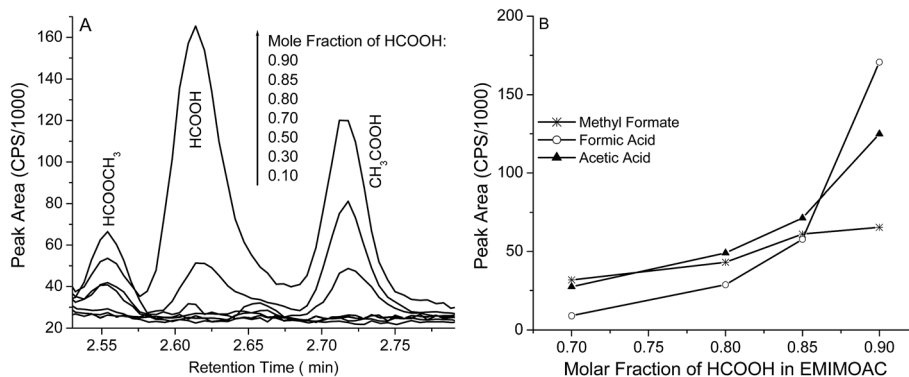 A
Peak Area (CPS/1000)
160
140
120
100
80
60
40
20
2.55
2.60
2.65
2.70
2.75
Retention Time ( min)
HCOOCH3
HCOOH
CH3COOH
Mole Fraction of HCOOH:
0.90
0.85
0.80
0.70
0.50
0.30
0.10
B
Peak Area (CPS/1000)
200
150
100
50
0
0.70
0.75
0.80
0.85
0.90
Molar Fraction of HCOOH in EMIMOAC
Methyl Formate
Formic Acid
Acetic Acid